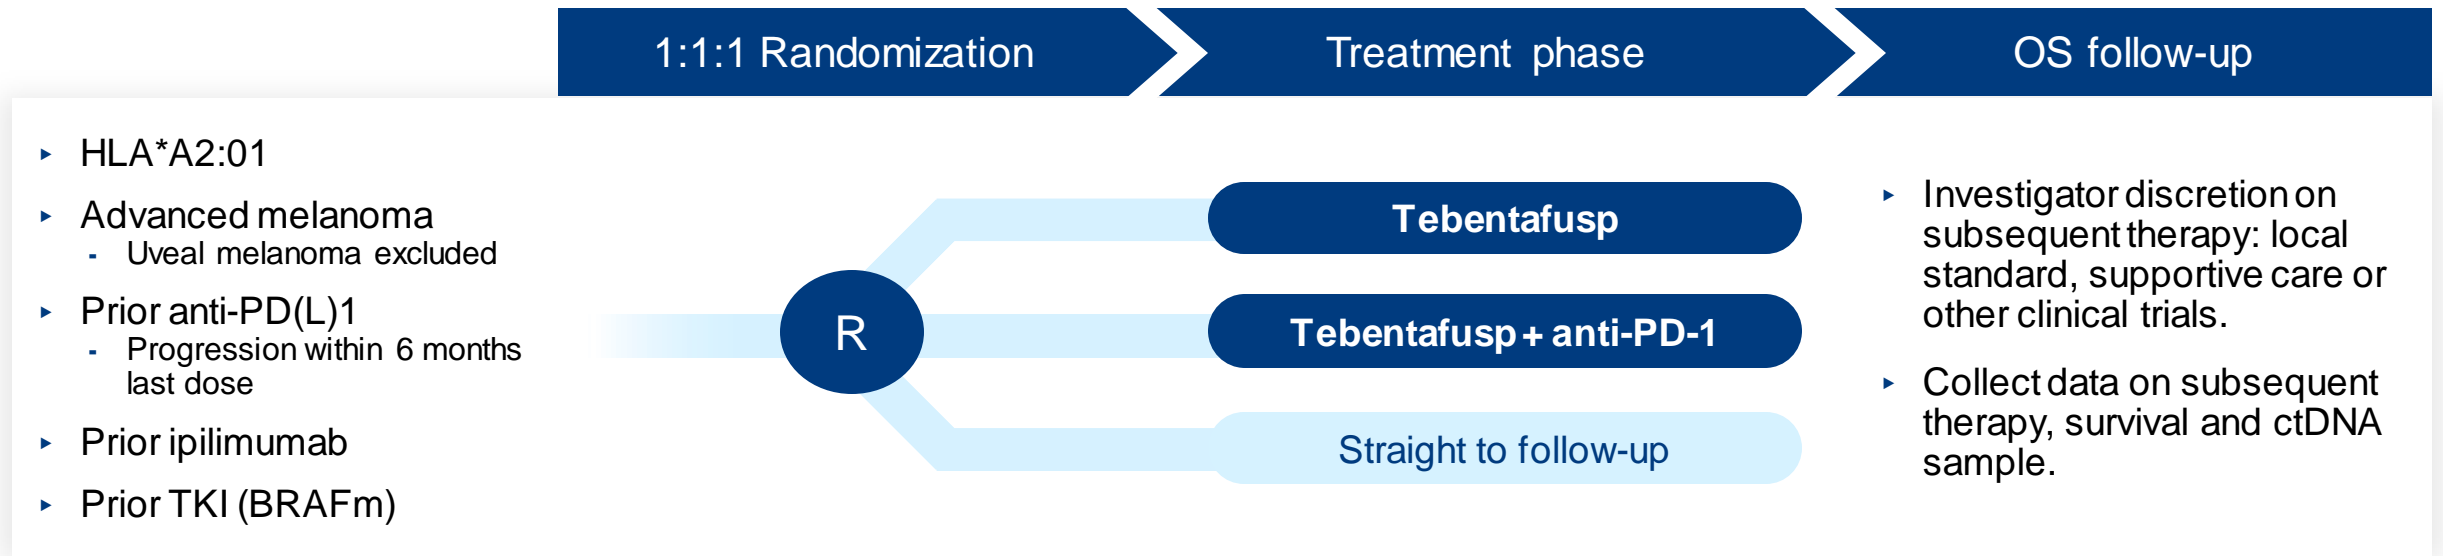 1:1:1 Randomization
Treatment phase
OS follow-up
▸ HLA*A2:01
▸ Advanced melanoma
- Uveal melanoma excluded
▸ Prior anti-PD(L)1
- Progression within 6 months
last dose
▸ Prior ipilimumab
▸ Prior TKI (BRAFm)
R
Tebentafusp
Tebentafusp + anti-PD-1
Straight to follow-up
▸ Investigator discretion on
subsequent therapy: local
standard, supportive care or
other clinical trials.
▸ Collect data on subsequent
therapy, survival and ctDNA
sample.